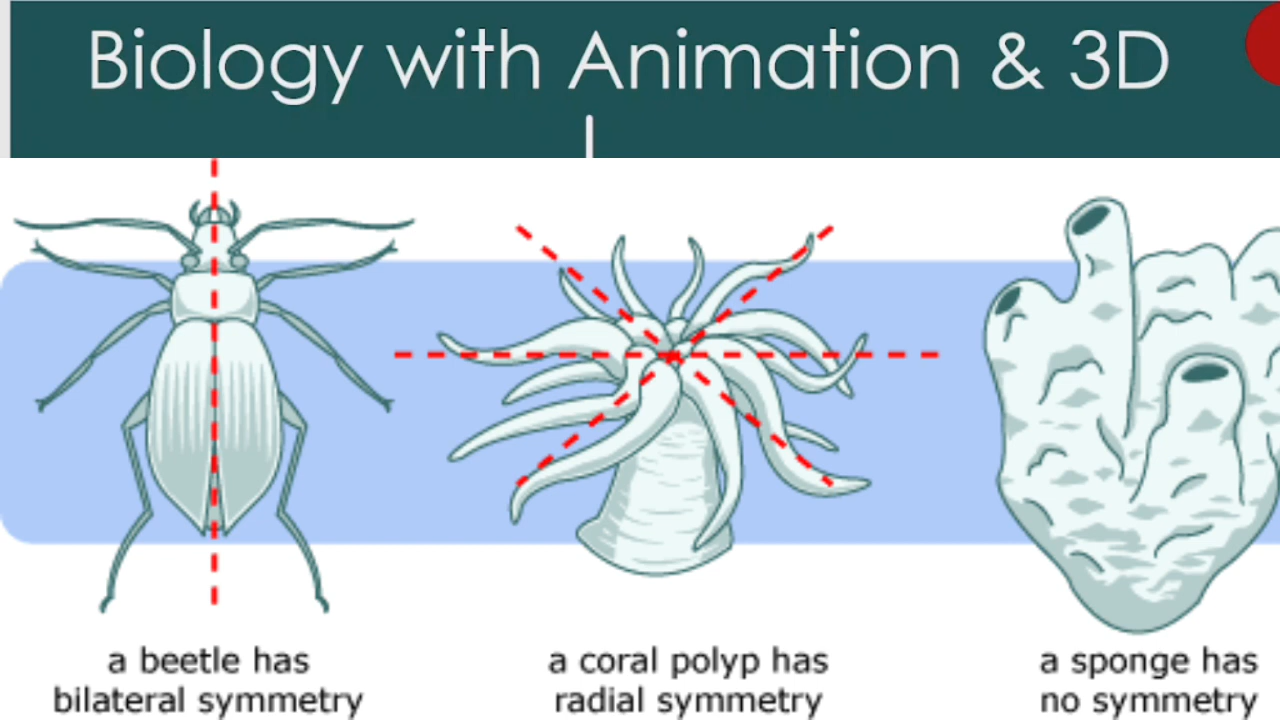 Biology with Animation & 3D
a beetle has
bilateral symmetry
a coral polyp has
radial symmetry
a sponge has
no symmetry